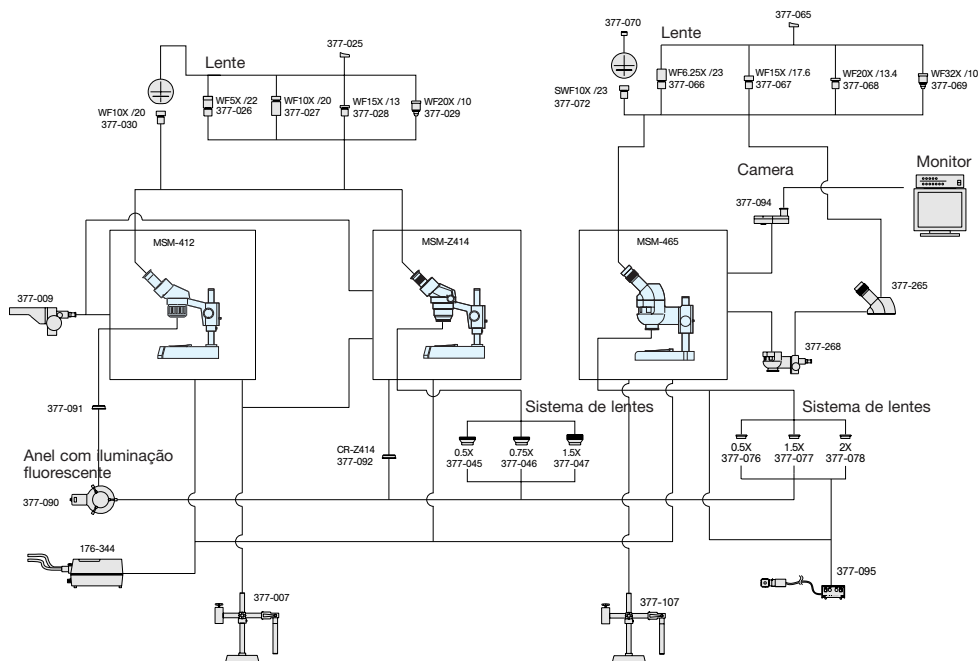 377-025
Lente
WF10X /20
377-030
WF5X /22
377-026
WF10X /20
377-027
WF15X /13
377-028
WF20X /10
377-029
377-070
377-065
Lente
SWF10X /23
377-072
WF6.25X /23
377-066
WF15X /17.6
377-067
WF20X /13.4
377-068
WF32X /10
377-069
Camera
377-094
Monitor
MSM-412
MSM-Z414
MSM-465
377-009
377-265
377-268
377-091
CR-Z414
377-092
Sistema de lentes
0.5X
377-045
0.75X
377-046
1.5X
377-047
Sistema de lentes
0.5X
377-076
1.5X
377-077
2X
377-078
Anel com iluminação
fluorescente
377-090
176-344
377-095
377-007
377-107